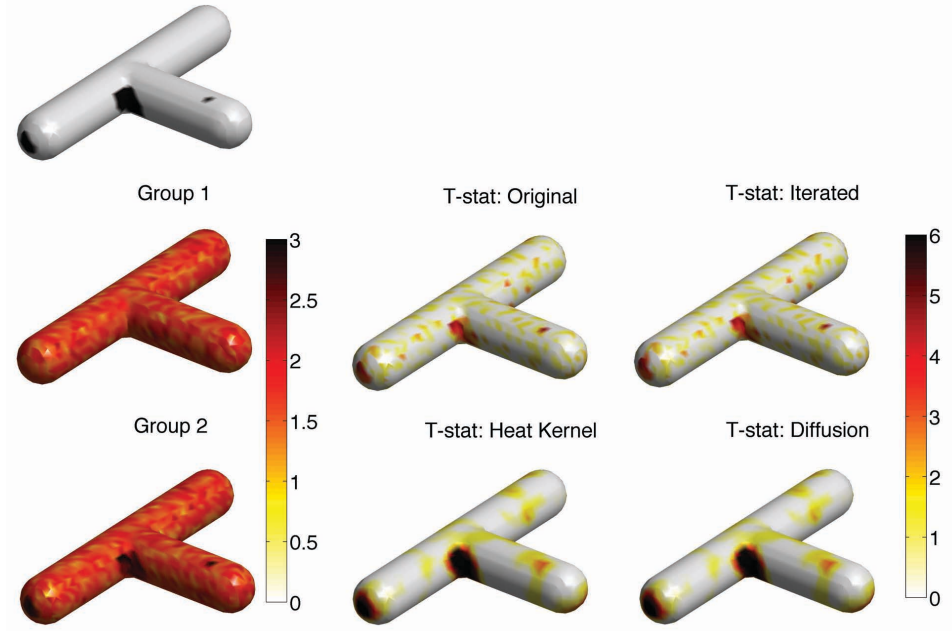 Group 1
T-stat: Original
T-stat: Iterated
3
2.5
2
1.5
1
0.5
0
6
5
4
3
2
1
0
Group 2
T-stat: Heat Kernel
T-stat: Diffusion